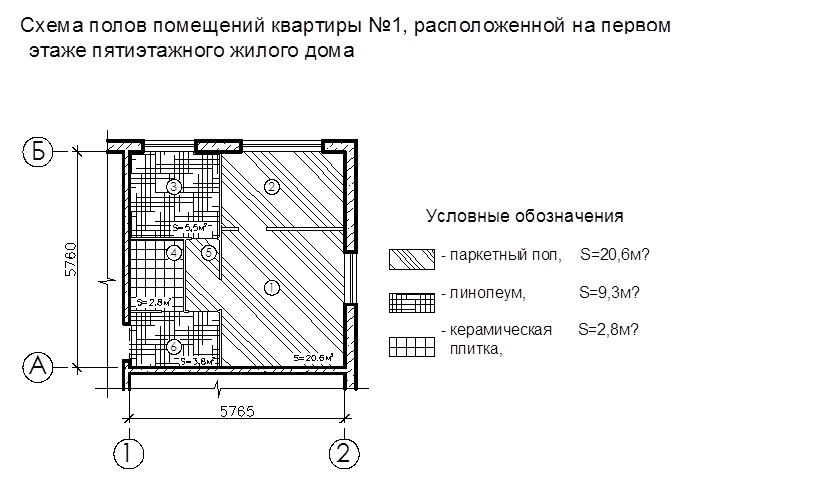 Схема полов помещений квартиры №1, расположенной на первом
этаже пятиэтажного жилого дома
Б
3
2
S=5,5м²
Условные обозначения
4
5
- паркетный пол, S=20,6м?
5760
1
- линолеум, S=9,3м?
S=2,8м²
- керамическая S=2,8м?
плитка,
6
S=3,8м²
S=20.6м²
А
5765
1
2